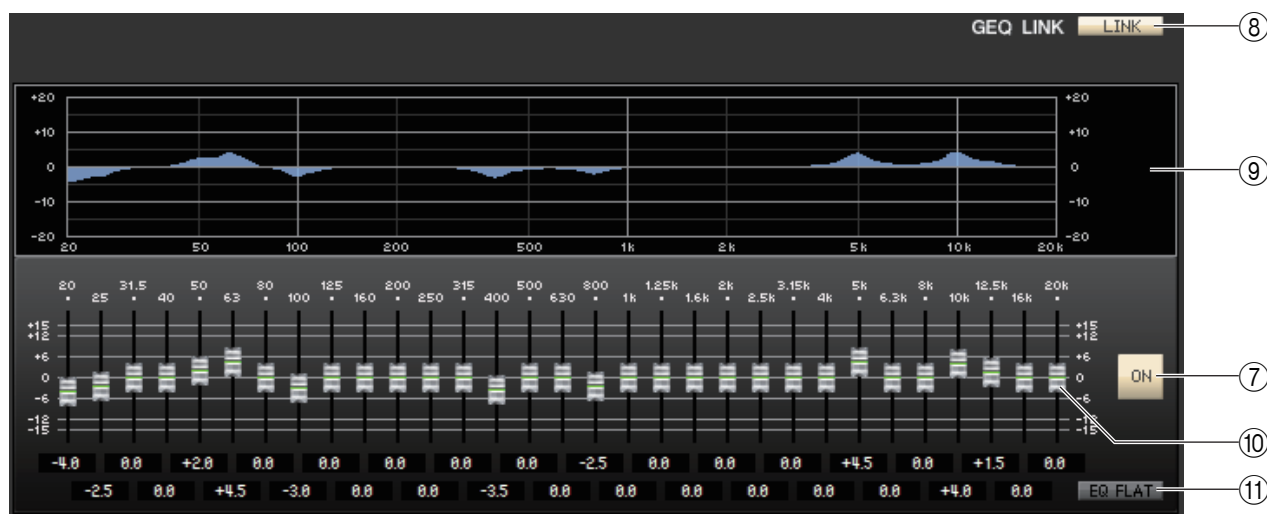 GEQ LINK LINK ⑧
+20 +20
+10 +10
0 0 ⑨
-10 -10
-20 -20
20 50 100 200 500 1k 2k 5k 10k 20k
20 31.5 50 80 125 200 315 500 800 1.25k 2k 3.15k 5k 8k 12.5k 20k
25 40 63 100 160 250 400 630 1k 1.6k 2.5k 4k 6.3k 10k 16k
+15 +15
+12 +12
+6 +6
0 0 ON ⑦
-6 -6
-12 -12
-15 -15
⑩
-4.0 0.0 +2.0 0.0 0.0 0.0 0.0 0.0 -2.5 0.0 0.0 0.0 +4.5 0.0 +1.5 0.0
-2.5 0.0 +4.5 -3.0 0.0 0.0 -3.5 0.0 0.0 0.0 0.0 0.0 0.0 +4.0 0.0 EQ FLAT ⑪